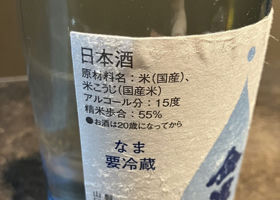 日本酒
原材料名:米(国産)、
米こうじ(国産米)
アルコール分:15度
精米歩合:55%
●お酒は20歳になってから
なま
要冷蔵